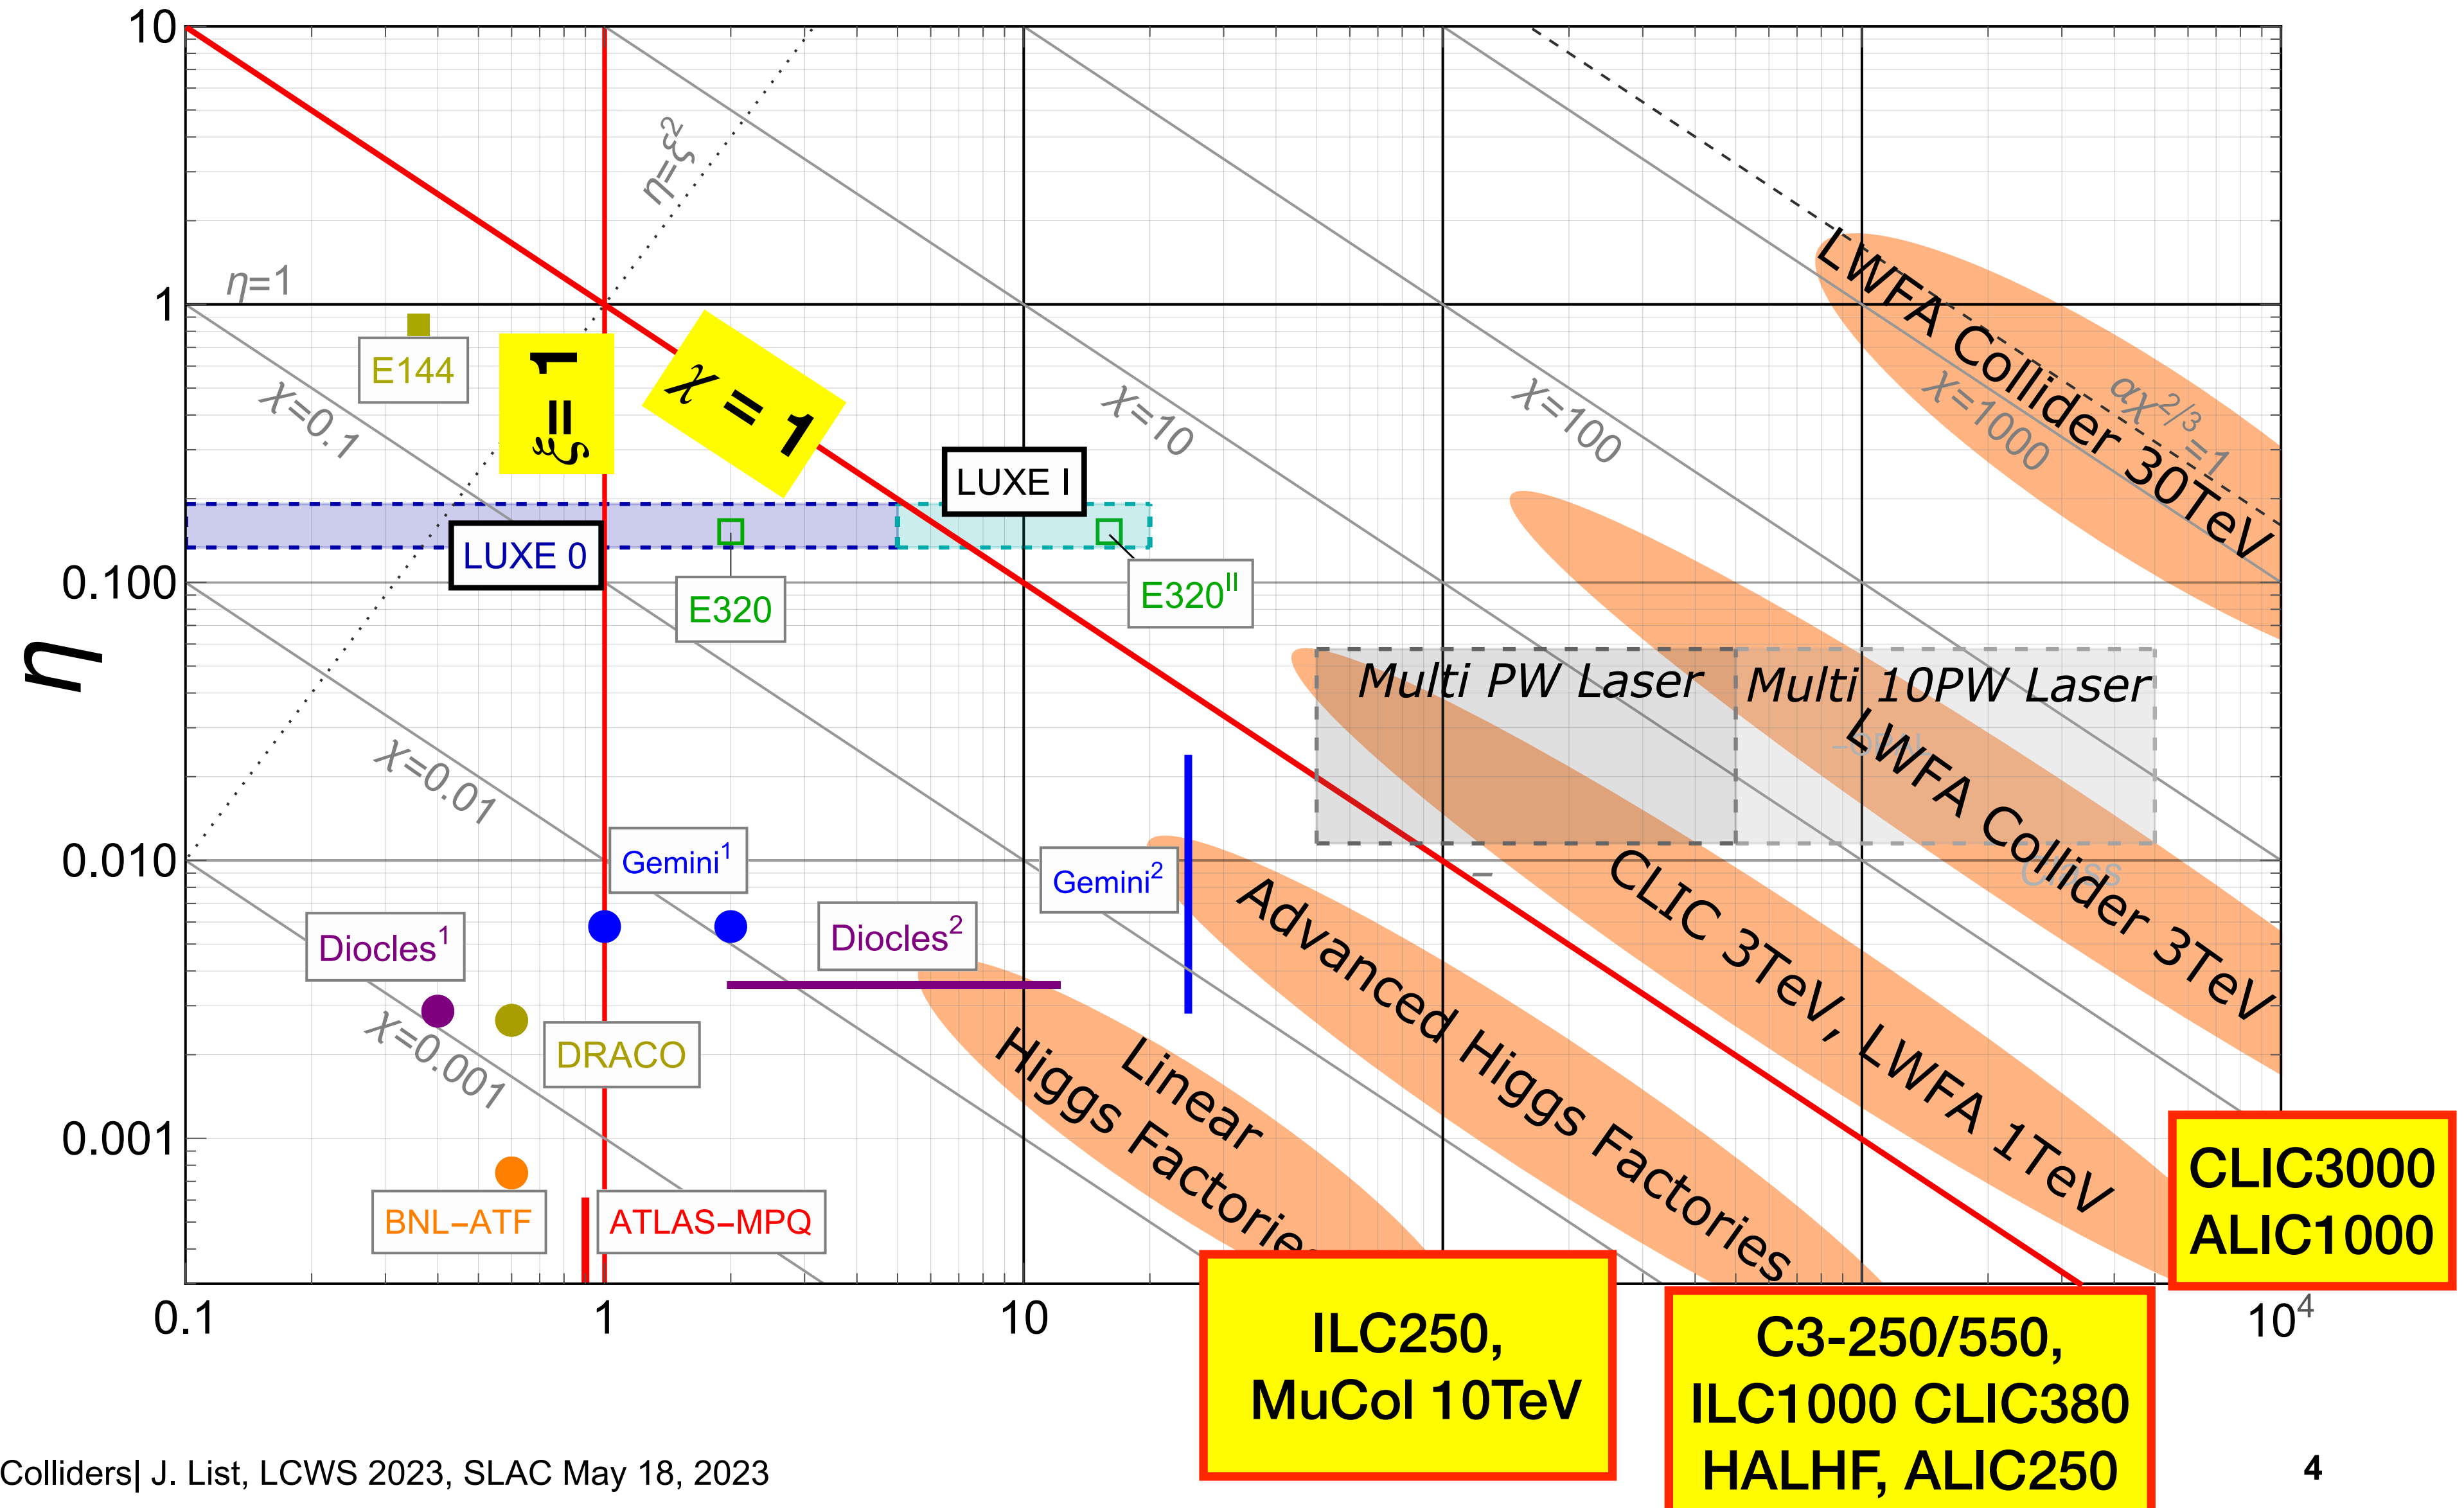 10
1
0.100
0.010
0.001
η
0.1
1
10
10⁴
η=1
η=ξ²
E144
χ=0.1
ξ = 1
χ = 1
χ=10
χ=100
χ=1000
αχ²/³=1
LWFA Collider 30TeV
LUXE I
LUXE 0
E320
E320ᴵᴵ
Multi PW Laser
Multi 10PW Laser
LWFA Collider 3TeV
χ=0.01
Gemini¹
Gemini²
Diocles¹
Diocles²
DRACO
χ=0.001
BNL–ATF
ATLAS–MPQ
Linear
Higgs Factories
Advanced Higgs Factories
CLIC 3TeV, LWFA 1TeV
CLIC3000
ALIC1000
ILC250,
MuCol 10TeV
C3-250/550,
ILC1000 CLIC380
HALHF, ALIC250
Colliders| J. List, LCWS 2023, SLAC May 18, 2023
4